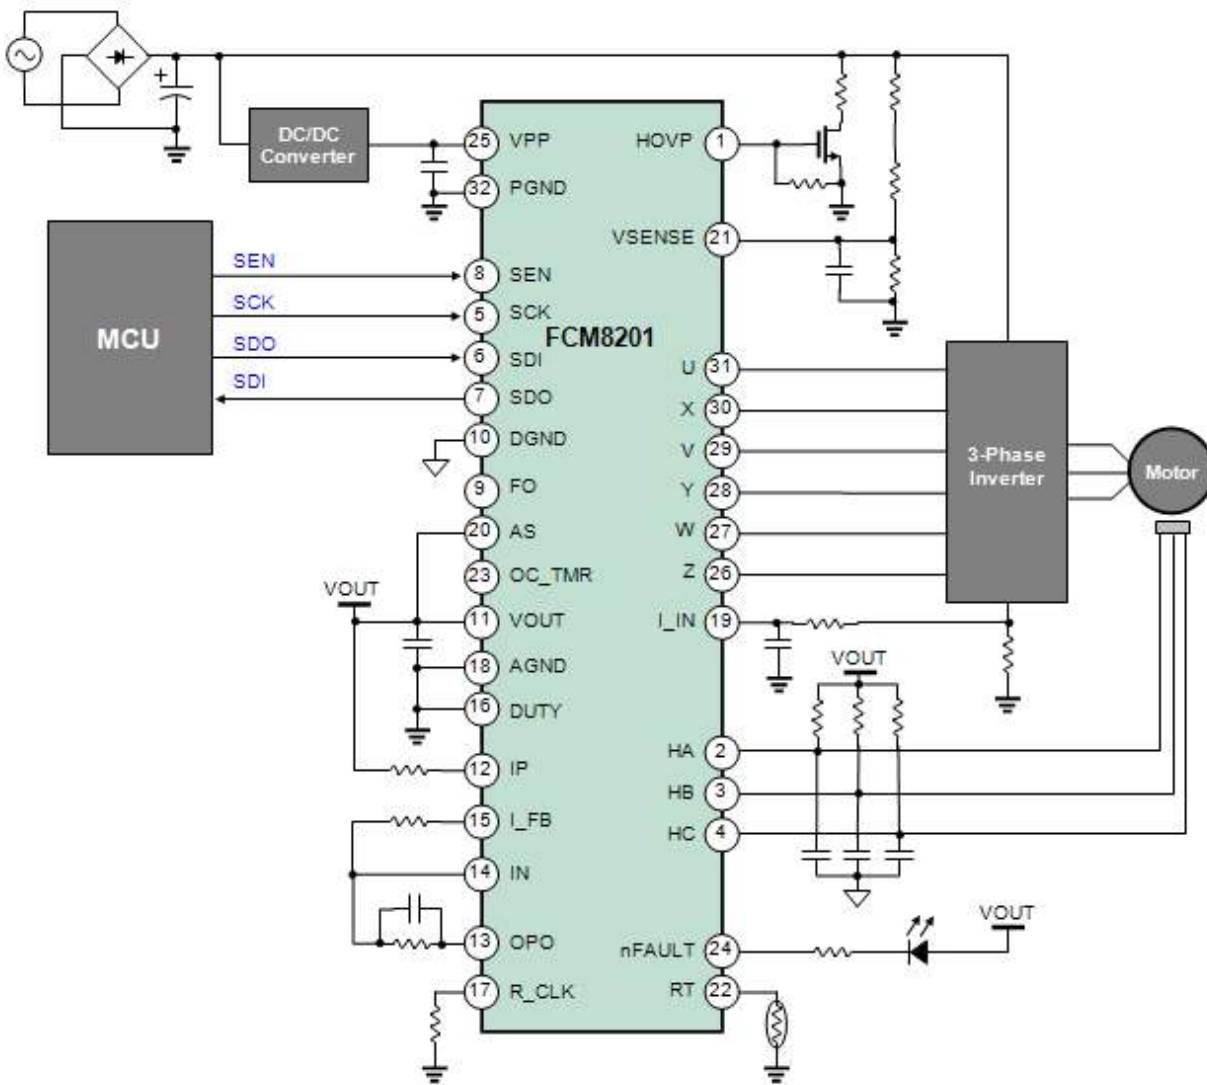 DC/DC
Converter
25 VPP
32 PGND
HOVP 1
VSENSE 21
MCU
SEN
SCK
SDO
SDI
8 SEN
5 SCK
6 SDI
7 SDO
10 DGND
9 FO
20 AS
23 OC_TMR
VOUT
11 VOUT
18 AGND
16 DUTY
12 IP
15 I_FB
14 IN
13 OPO
17 R_CLK
FCM8201
U 31
X 30
V 29
Y 28
W 27
Z 26
I_IN 19
3-Phase
Inverter
Motor
VOUT
HA 2
HB 3
HC 4
nFAULT 24
VOUT
RT 22
+